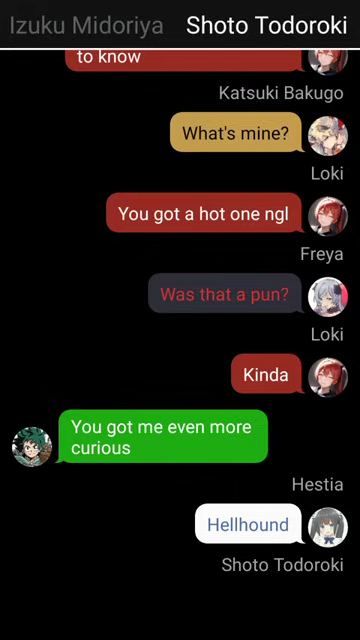 Izuku Midoriya Shoto Todoroki
to know
Katsuki Bakugo
What's mine?
Loki
You got a hot one ngl
Freya
Was that a pun?
Loki
Kinda
You got me even more
curious
Hestia
Hellhound
Shoto Todoroki